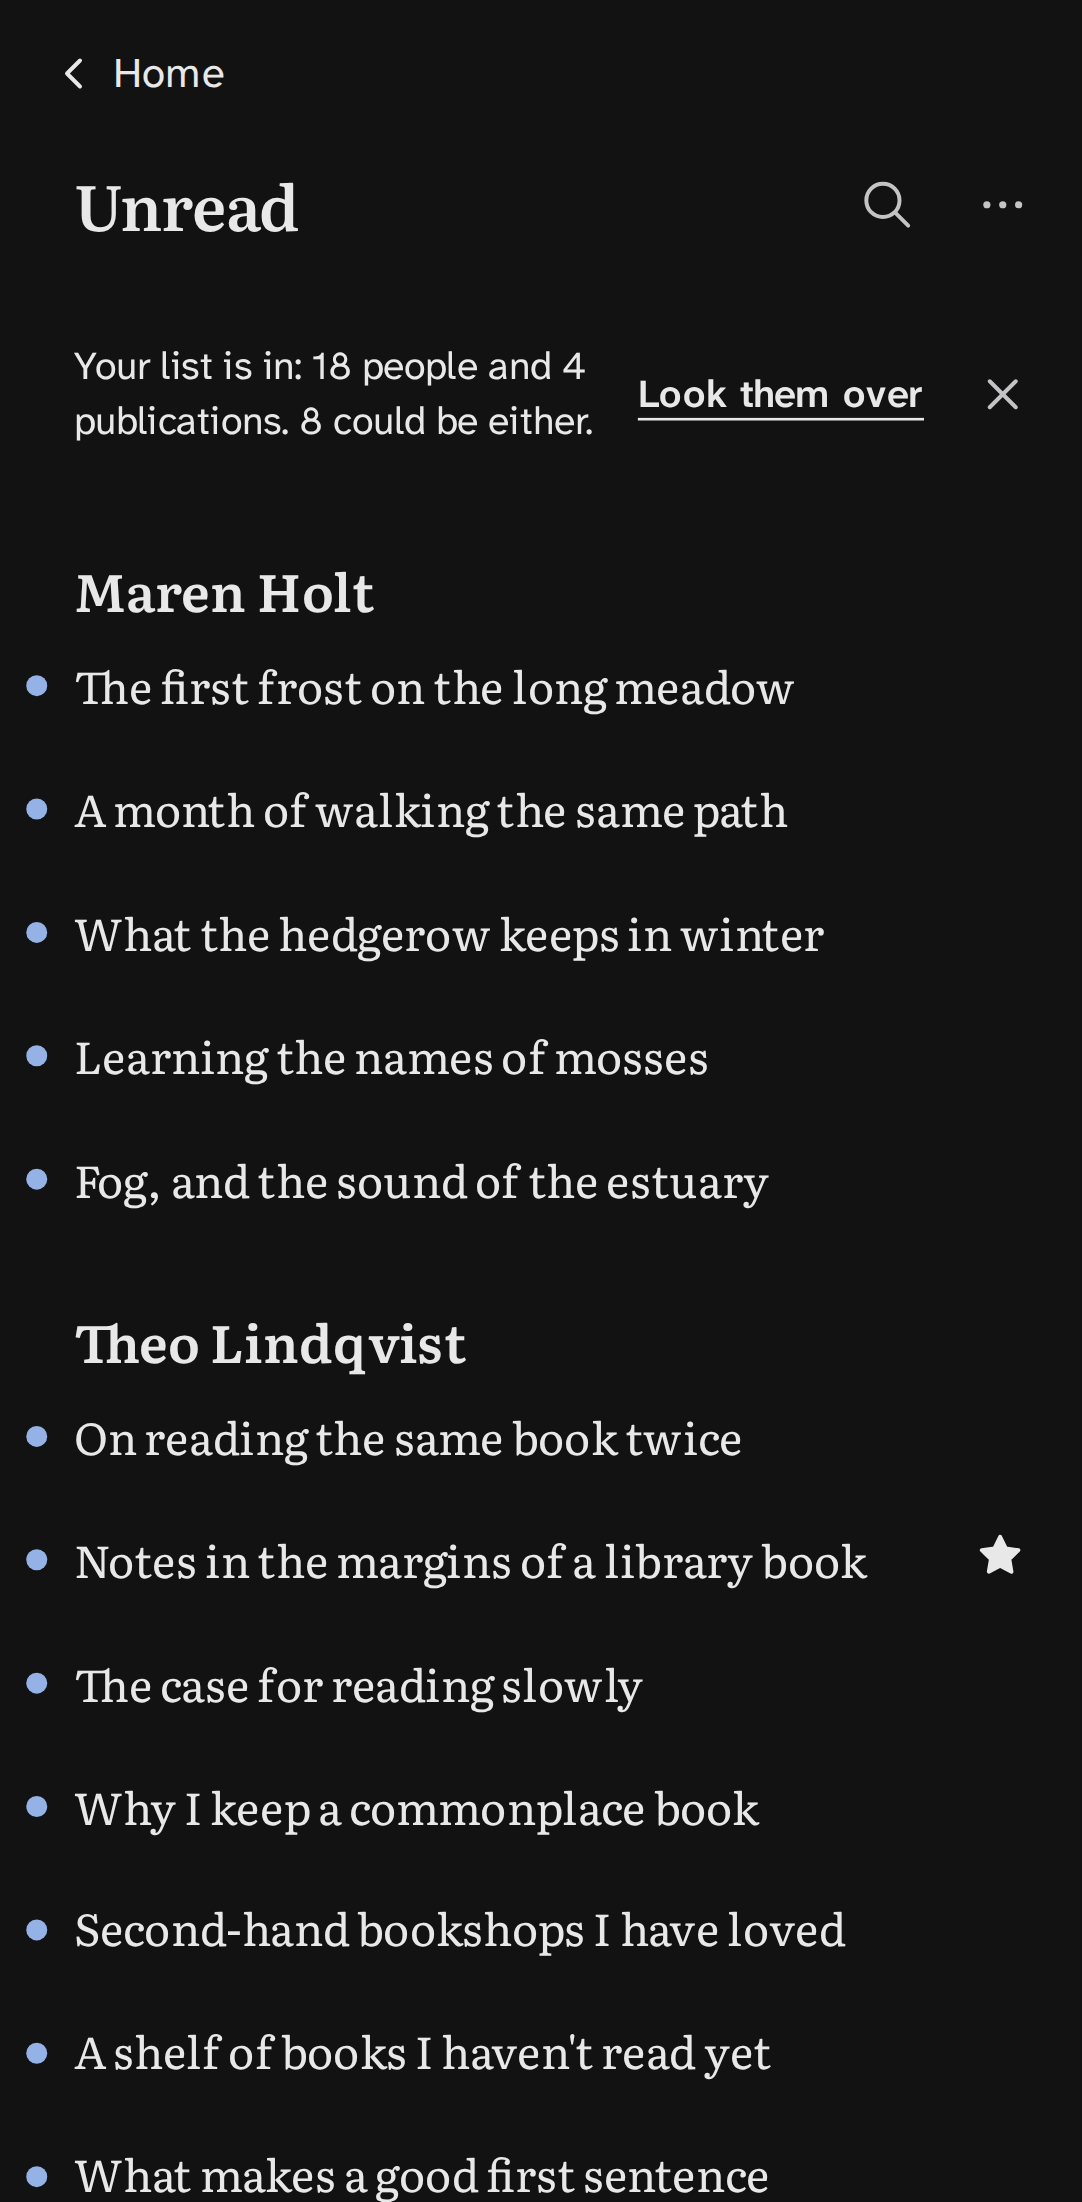 Home
Unread
Your list is in: 18 people and 4
publications. 8 could be either.
Look them over
Maren Holt
The first frost on the long meadow
A month of walking the same path
What the hedgerow keeps in winter
Learning the names of mosses
Fog, and the sound of the estuary
Theo Lindqvist
On reading the same book twice
Notes in the margins of a library book
The case for reading slowly
Why I keep a commonplace book
Second-hand bookshops I have loved
A shelf of books I haven't read yet
What makes a good first sentence